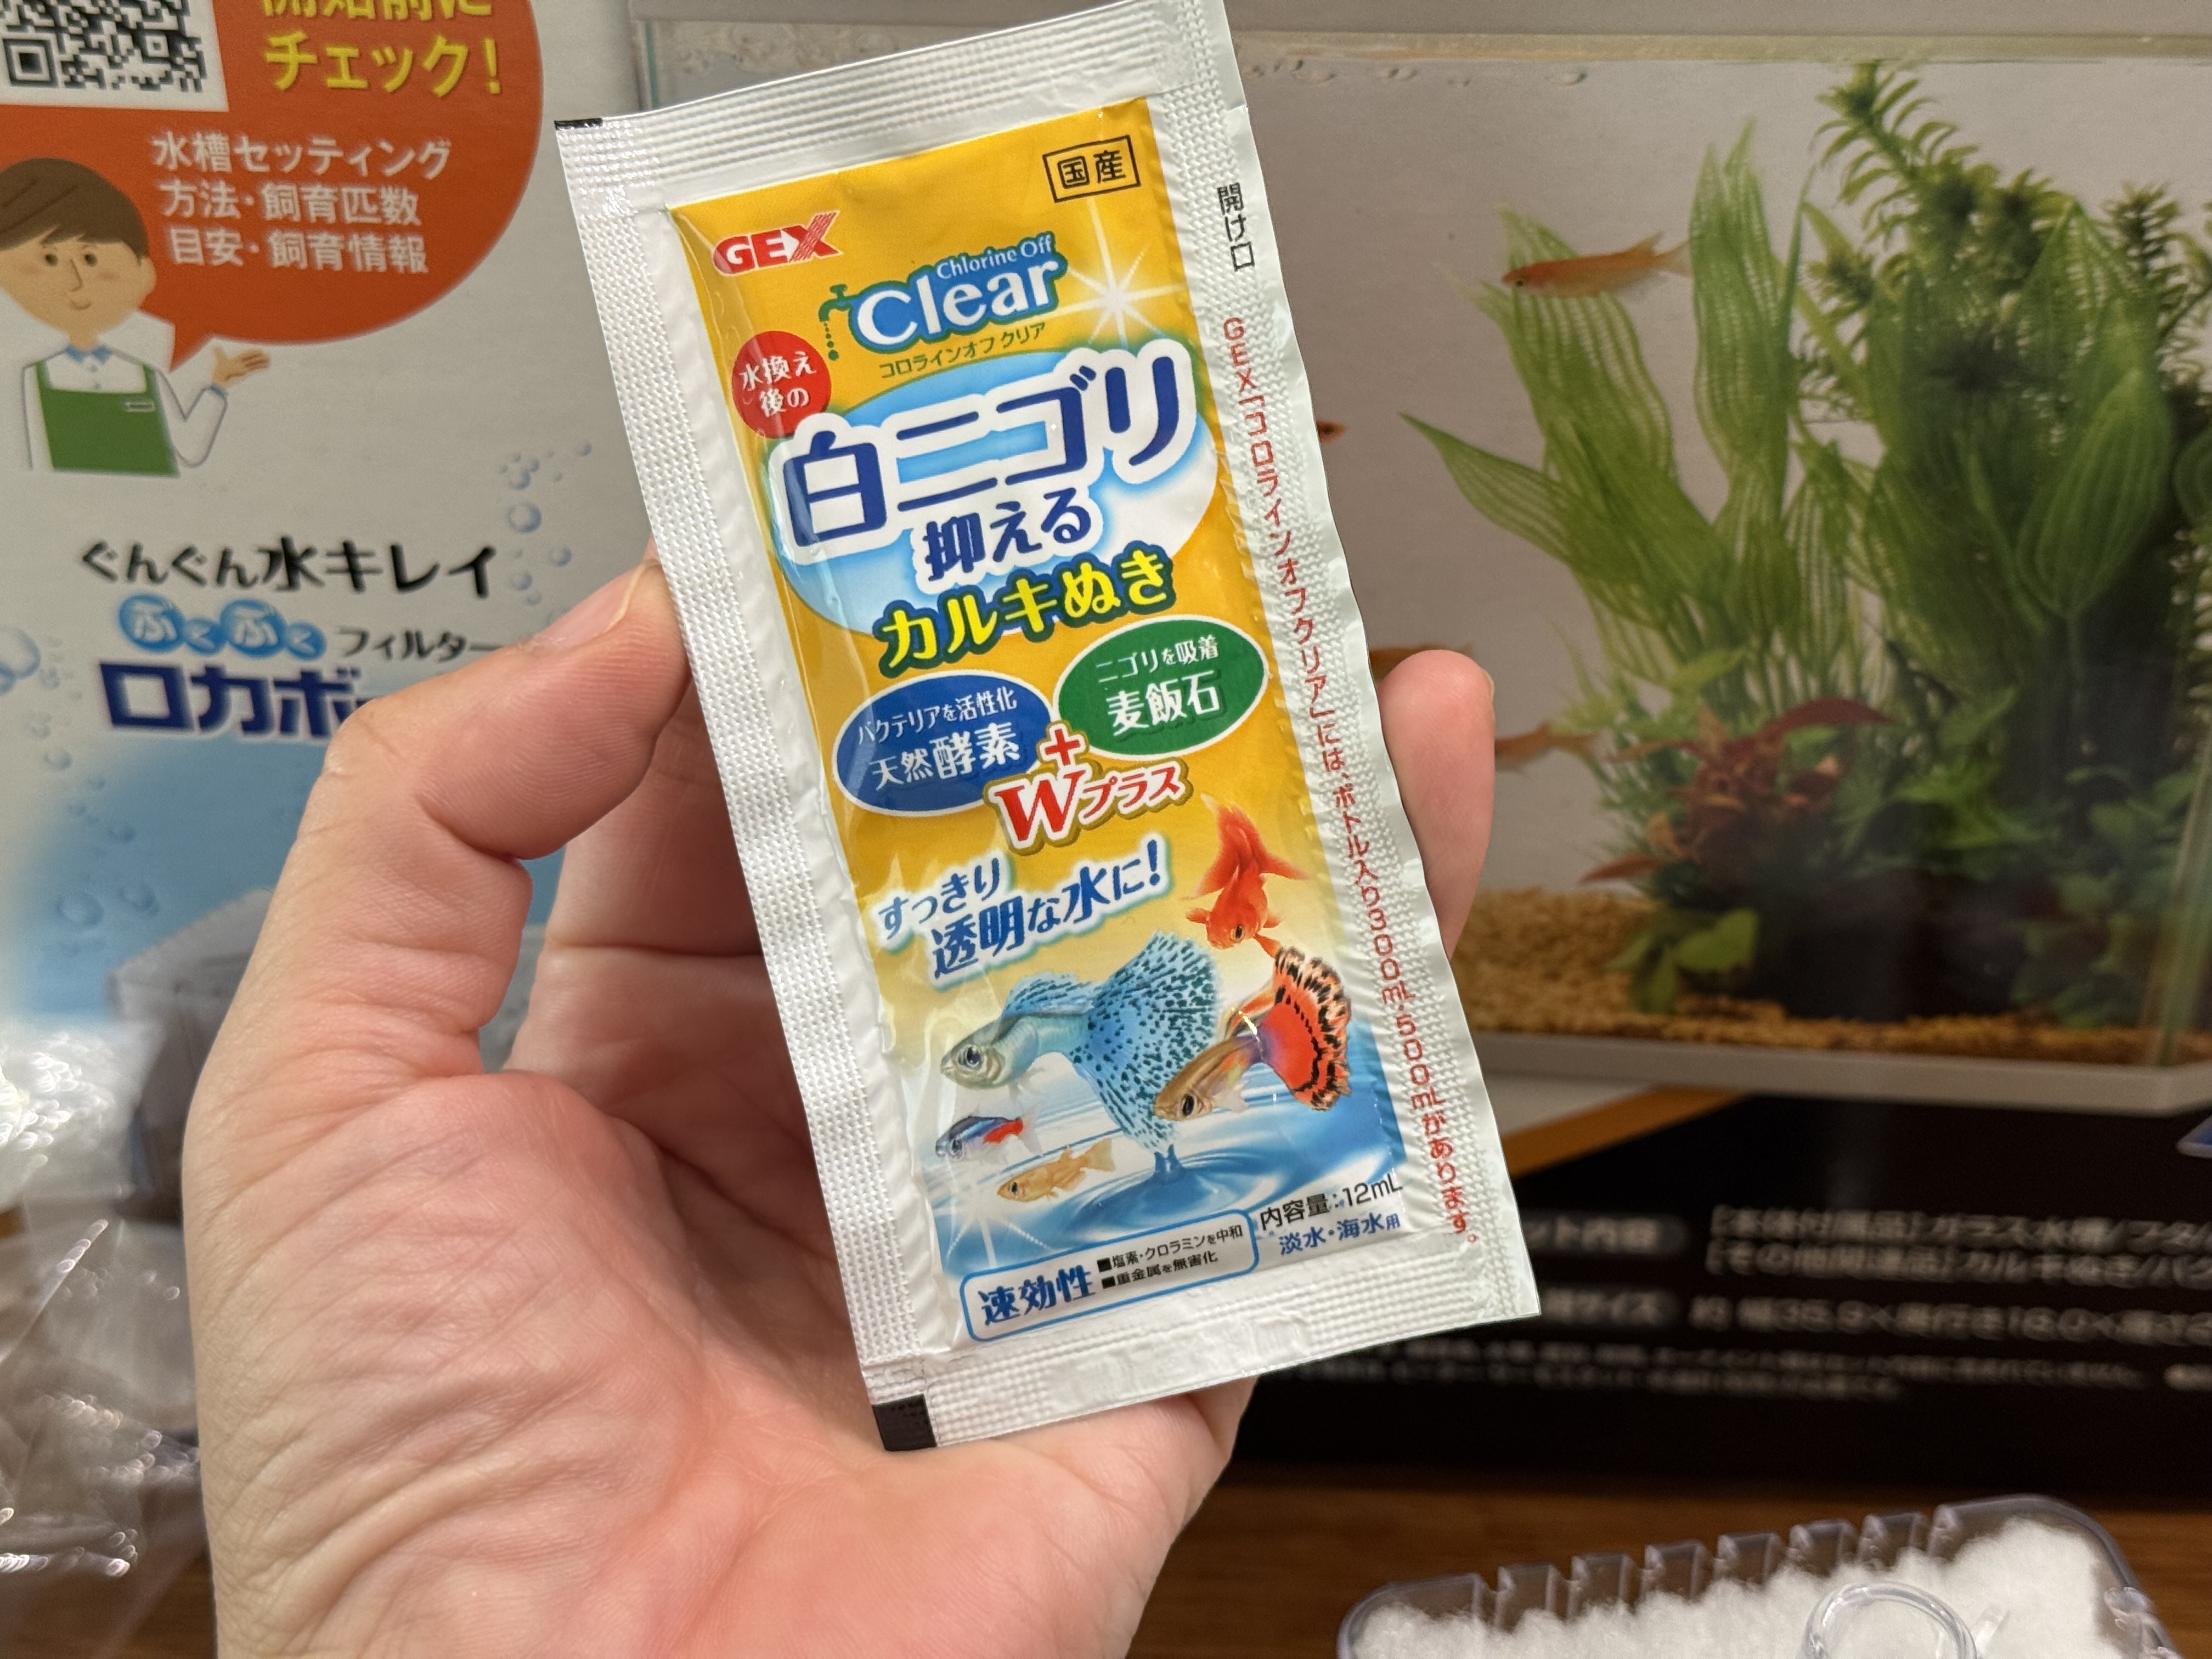 チェック!
水槽セッティング
方法・飼育匹数
目安・飼育情報
ぐんぐん水キレイ
ぶくぶくフィルター
ロカボ
国産
GEX
Chlorine Off
Clear
コロラインオフ クリア
水換え
後の
白ニゴリ
抑える
カルキぬき
バクテリアを活性化
天然酵素
+
ニゴリを吸着
麦飯石
Wプラス
すっきり
透明な水に!
内容量:12mL
淡水・海水用
速効性
■塩素・クロラミンを中和
■重金属を無害化
開け口
GEX「コロラインオフクリア」には、ボトル入り300mL・500mLがあります。